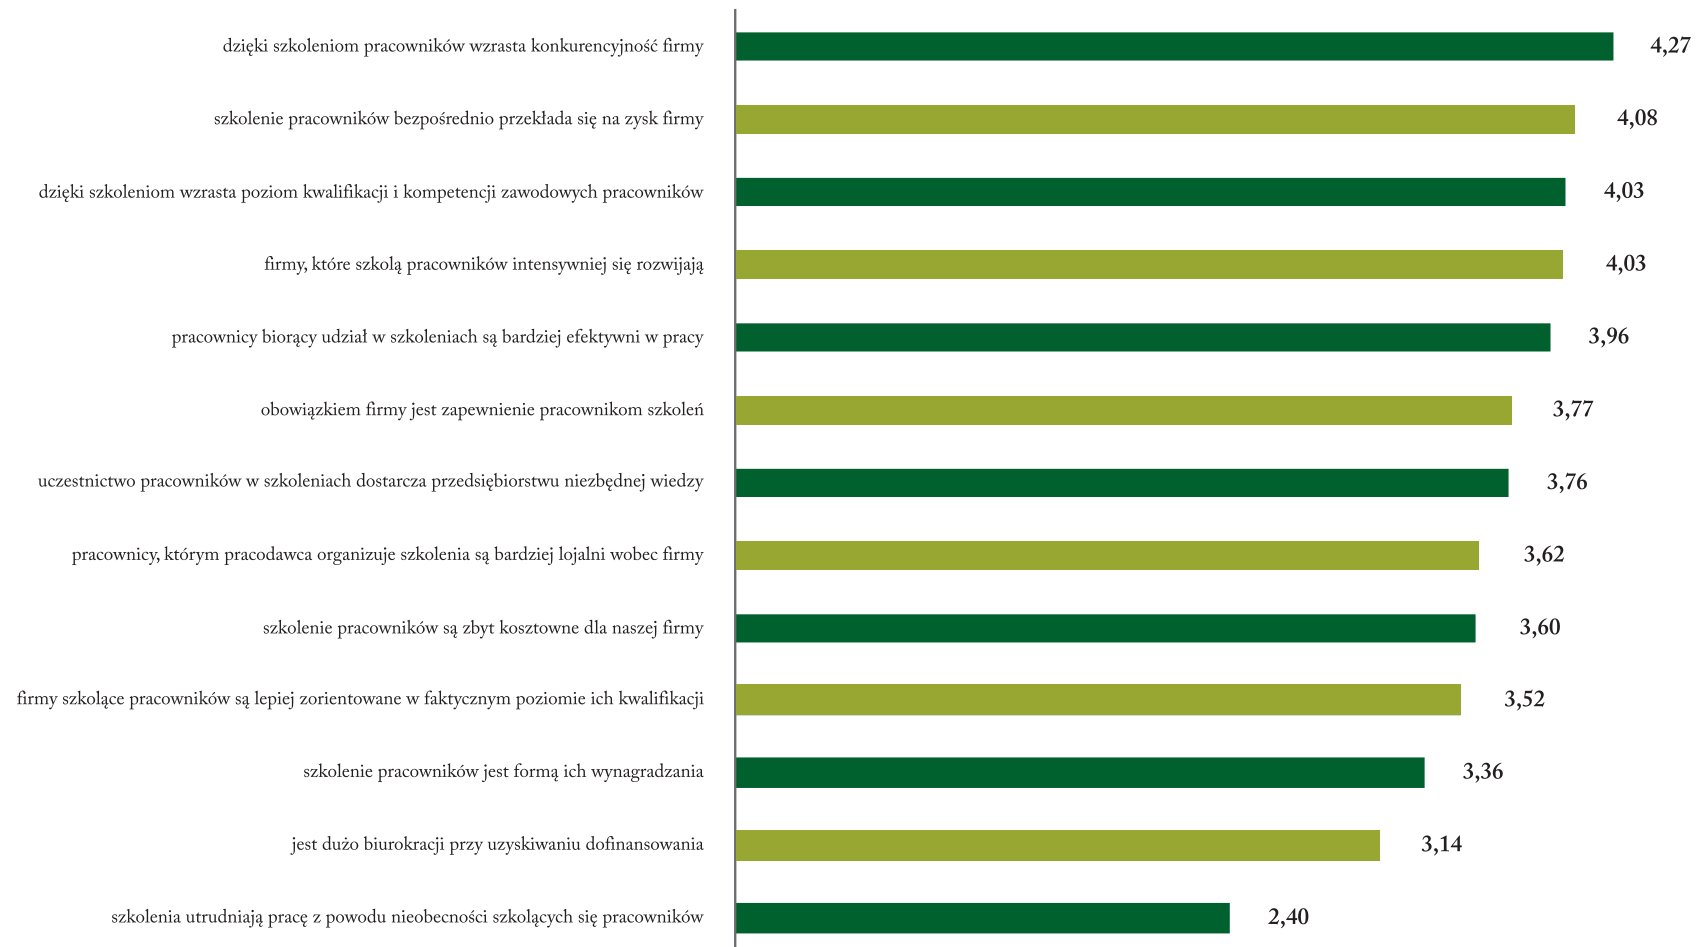 dzięki szkoleniom pracowników wzrasta konkurencyjność firmy 4,27
szkolenie pracowników bezpośrednio przekłada się na zysk firmy 4,08
dzięki szkoleniom wzrasta poziom kwalifikacji i kompetencji zawodowych pracowników 4,03
firmy, które szkolą pracowników intensywniej się rozwijają 4,03
pracownicy biorący udział w szkoleniach są bardziej efektywni w pracy 3,96
obowiązkiem firmy jest zapewnienie pracownikom szkoleń 3,77
uczestnictwo pracowników w szkoleniach dostarcza przedsiębiorstwu niezbędnej wiedzy 3,76
pracownicy, którym pracodawca organizuje szkolenia są bardziej lojalni wobec firmy 3,62
szkolenie pracowników są zbyt kosztowne dla naszej firmy 3,60
firmy szkolące pracowników są lepiej zorientowane w faktycznym poziomie ich kwalifikacji 3,52
szkolenie pracowników jest formą ich wynagradzania 3,36
jest dużo biurokracji przy uzyskiwaniu dofinansowania 3,14
szkolenia utrudniają pracę z powodu nieobecności szkolących się pracowników 2,40